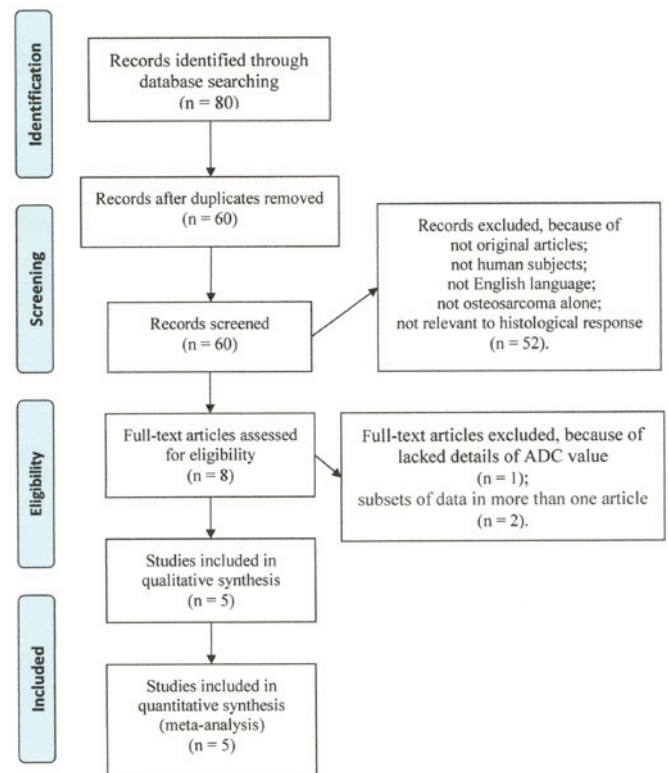 Identification
Records identified through
database searching
(n = 80)
Records after duplicates removed
(n = 60)
Screening
Records screened
(n = 60)
Records excluded, because of
not original articles;
not human subjects;
not English language;
not osteosarcoma alone;
not relevant to histological response
(n = 52).
Eligibility
Full-text articles assessed
for eligibility
(n = 8)
Full-text articles excluded, because of
lacked details of ADC value
(n = 1);
subsets of data in more than one article
(n = 2).
Studies included in
qualitative synthesis
(n = 5)
Included
Studies included in
quantitative synthesis
(meta-analysis)
(n = 5)